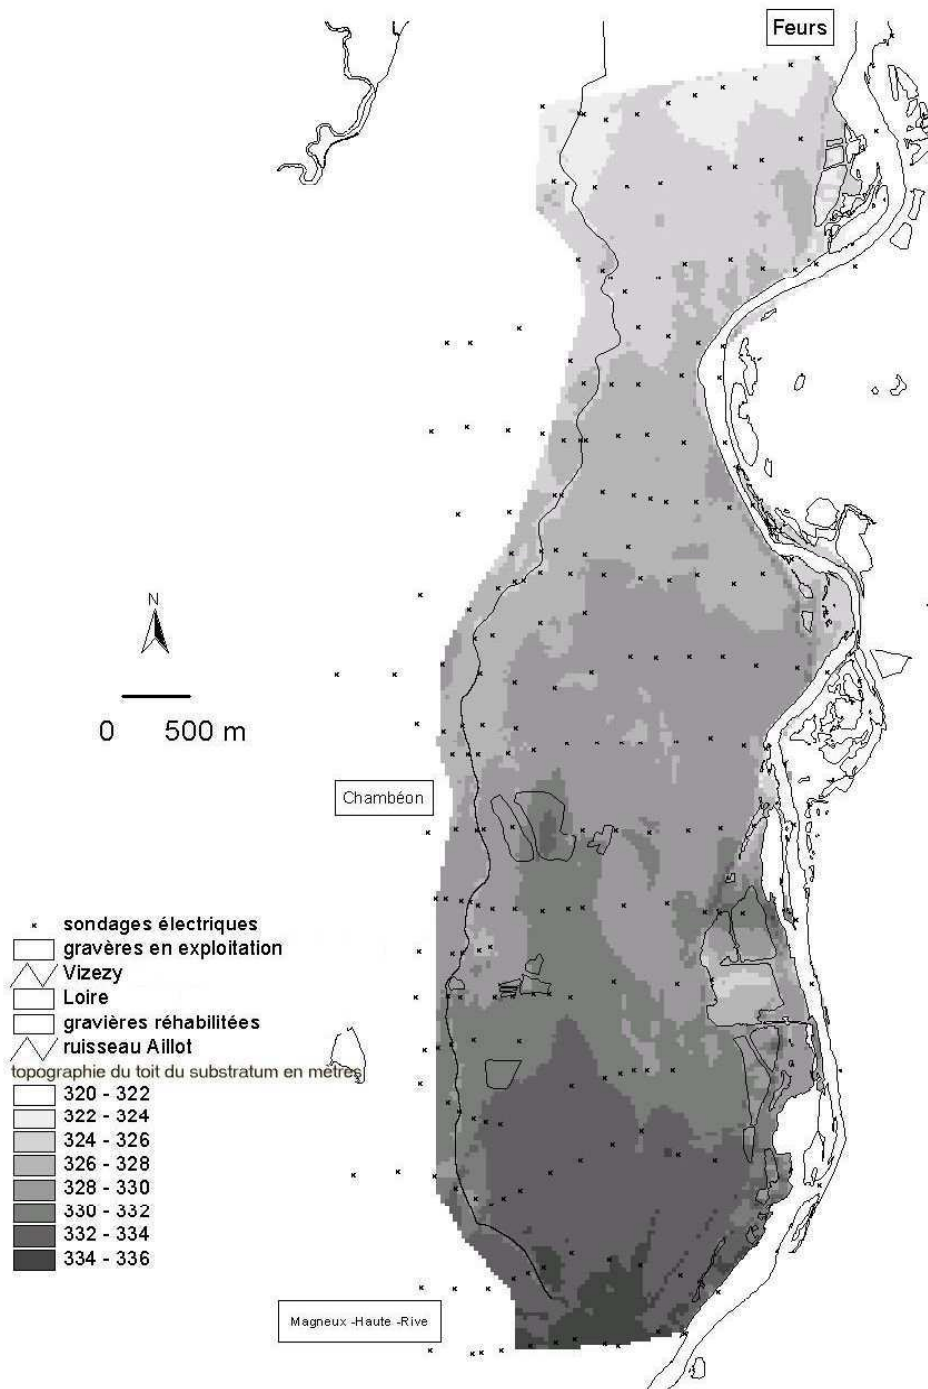 Feurs
N
0 500 m
Chambéon
sondages électriques
gravères en exploitation
Vizezy
Loire
gravières réhabilitées
ruisseau Aillot
topographie du toit du substratum en mètres
320 - 322
322 - 324
324 - 326
326 - 328
328 - 330
330 - 332
332 - 334
334 - 336
Magneux -Haute -Rive